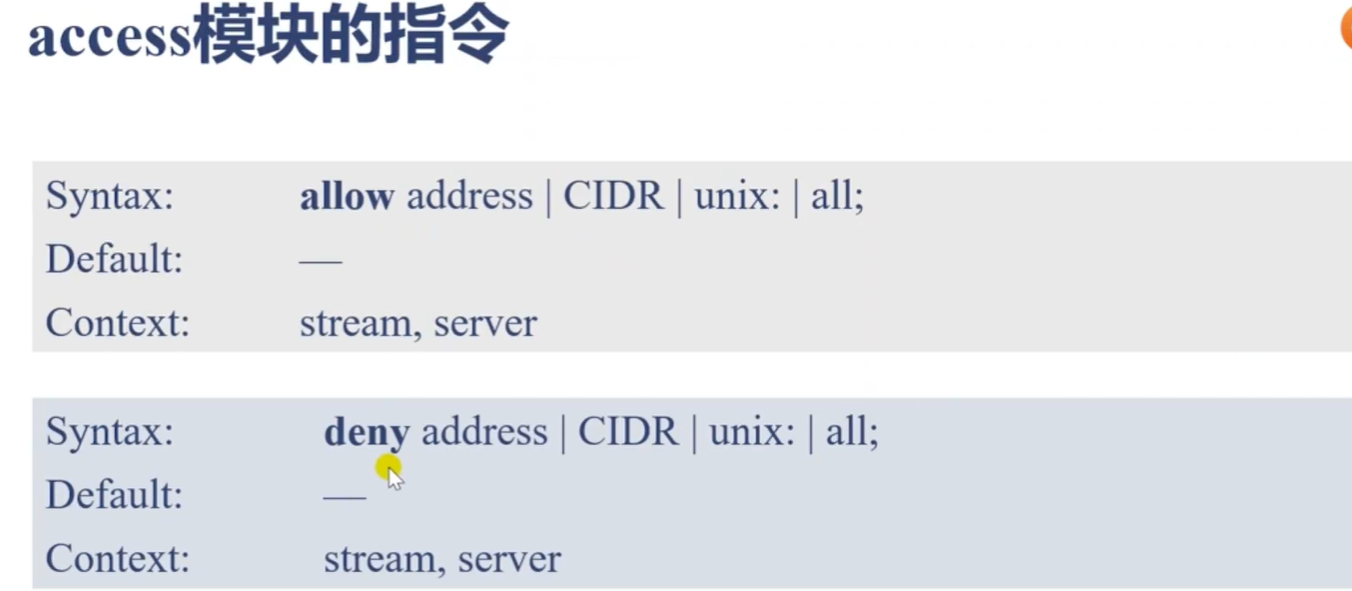 access模块的指令
Syntax: allow address | CIDR | unix: | all;
Default: —
Context: stream, server
Syntax: deny address | CIDR | unix: | all;
Default: —
Context: stream, server